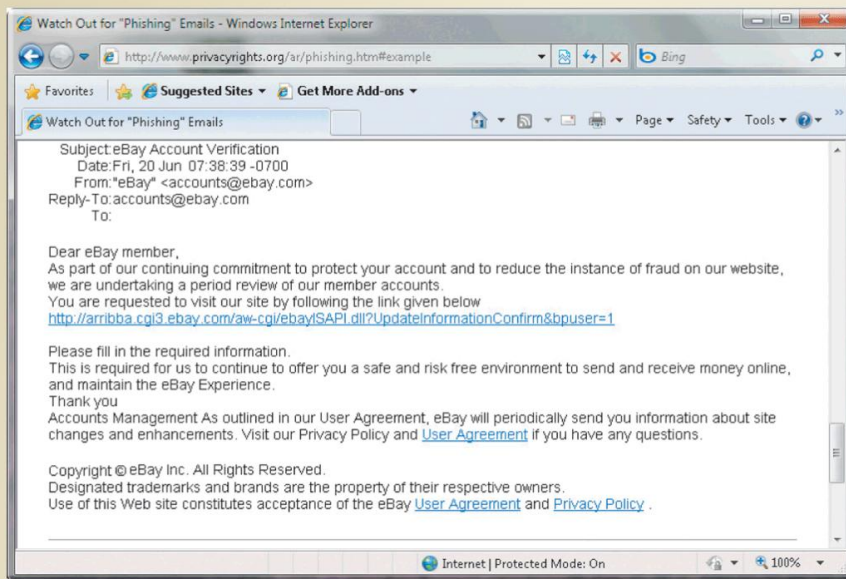 Watch Out for "Phishing" Emails - Windows Internet Explorer
http://www.privacyrights.org/ar/phishing.htm#example
Bing
Favorites Suggested Sites Get More Add-ons
Watch Out for "Phishing" Emails
Page Safety Tools
Subject:eBay Account Verification
Date:Fri, 20 Jun 07:38:39 -0700
From:"eBay" <accounts@ebay.com>
Reply-To:accounts@ebay.com
To:
Dear eBay member,
As part of our continuing commitment to protect your account and to reduce the instance of fraud on our website,
we are undertaking a period review of our member accounts.
You are requested to visit our site by following the link given below
http://arribba.cgi3.ebay.com/aw-cgi/ebayISAPI.dll?UpdateInformationConfirm&bpuser=1
Please fill in the required information.
This is required for us to continue to offer you a safe and risk free environment to send and receive money online,
and maintain the eBay Experience.
Thank you
Accounts Management As outlined in our User Agreement, eBay will periodically send you information about site
changes and enhancements. Visit our Privacy Policy and User Agreement if you have any questions.
Copyright © eBay Inc. All Rights Reserved.
Designated trademarks and brands are the property of their respective owners.
Use of this Web site constitutes acceptance of the eBay User Agreement and Privacy Policy .
Internet | Protected Mode: On 100%